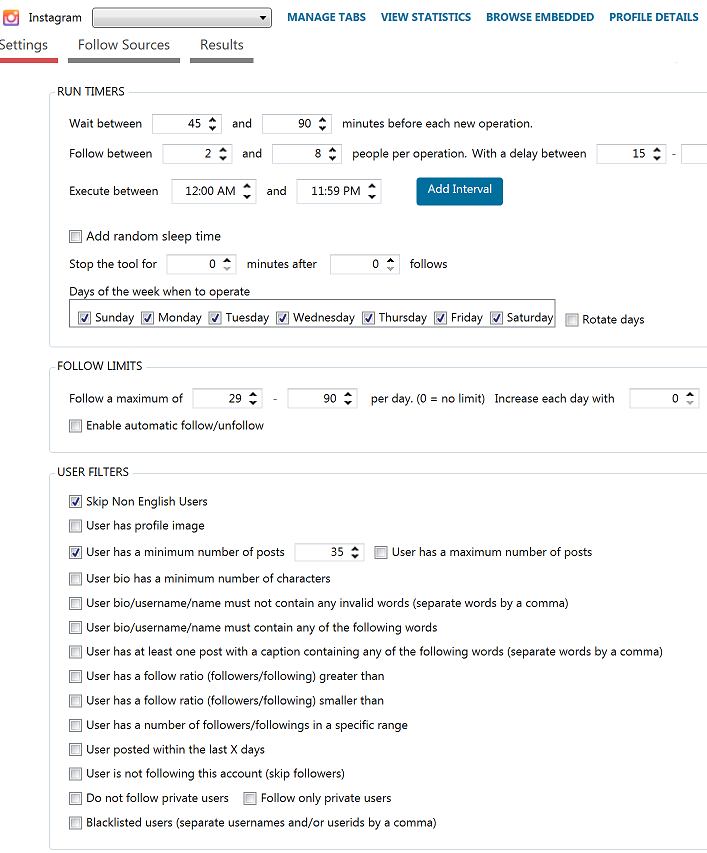 Instagram MANAGE TABS VIEW STATISTICS BROWSE EMBEDDED PROFILE DETAILS
Settings Follow Sources Results
RUN TIMERS
Wait between 45 and 90 minutes before each new operation.
Follow between 2 and 8 people per operation. With a delay between 15 -
Execute between 12:00 AM and 11:59 PM Add Interval
Add random sleep time
Stop the tool for 0 minutes after 0 follows
Days of the week when to operate
Sunday Monday Tuesday Wednesday Thursday Friday Saturday Rotate days
FOLLOW LIMITS
Follow a maximum of 29 - 90 per day. (0 = no limit) Increase each day with 0
Enable automatic follow/unfollow
USER FILTERS
Skip Non English Users
User has profile image
User has a minimum number of posts 35 User has a maximum number of posts
User bio has a minimum number of characters
User bio/username/name must not contain any invalid words (separate words by a comma)
User bio/username/name must contain any of the following words
User has at least one post with a caption containing any of the following words (separate words by a comma)
User has a follow ratio (followers/following) greater than
User has a follow ratio (followers/following) smaller than
User has a number of followers/followings in a specific range
User posted within the last X days
User is not following this account (skip followers)
Do not follow private users Follow only private users
Blacklisted users (separate usernames and/or userids by a comma)